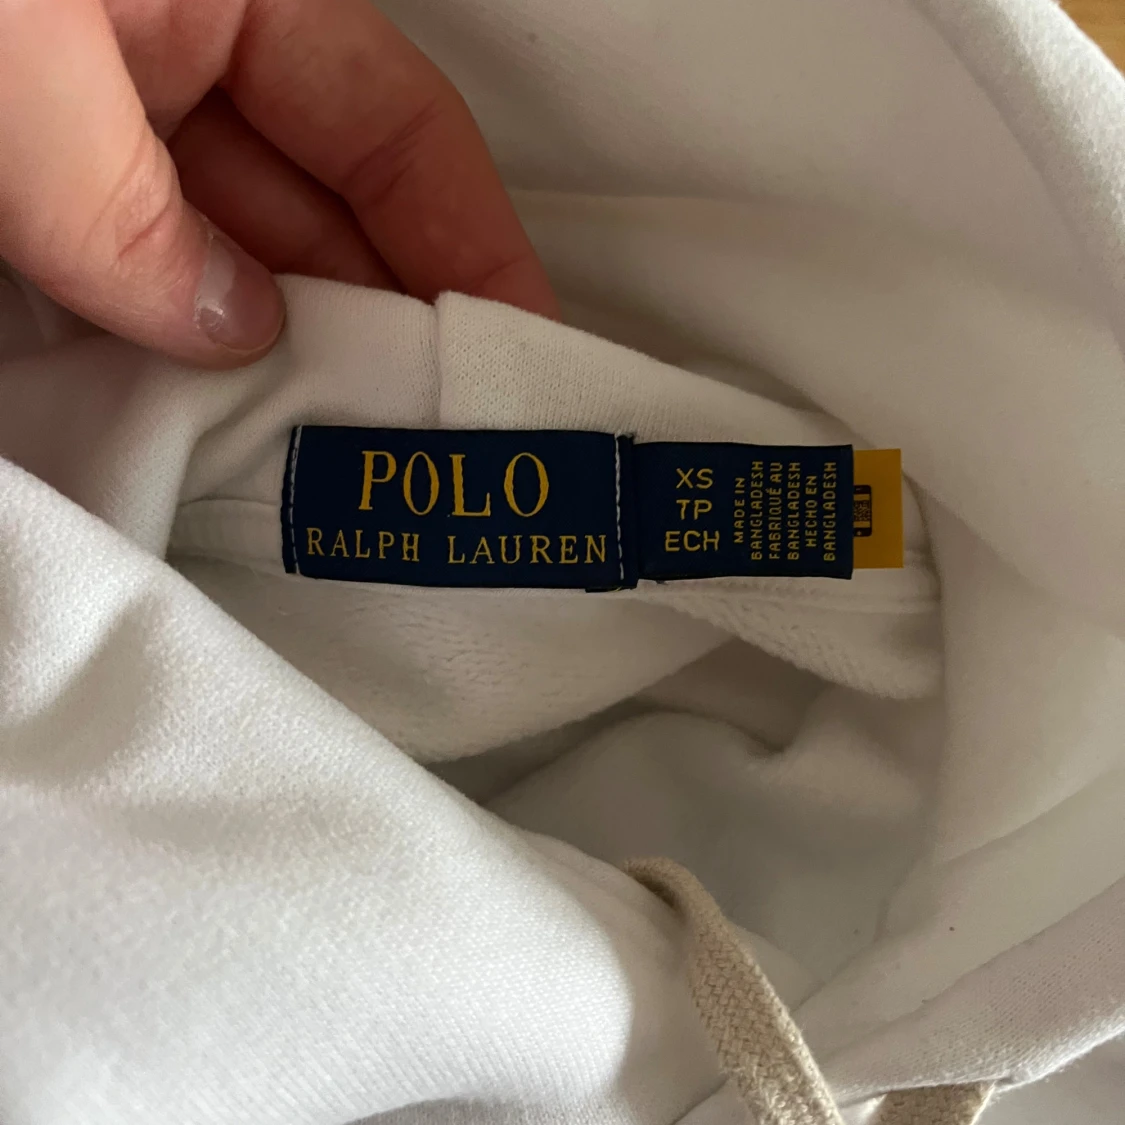 POLO
RALPH LAUREN
XS
TP
ECH
MADE IN
BANGLADESH
FABRIQUÉ AU
BANGLADESH
HECHO EN
BANGLADESH